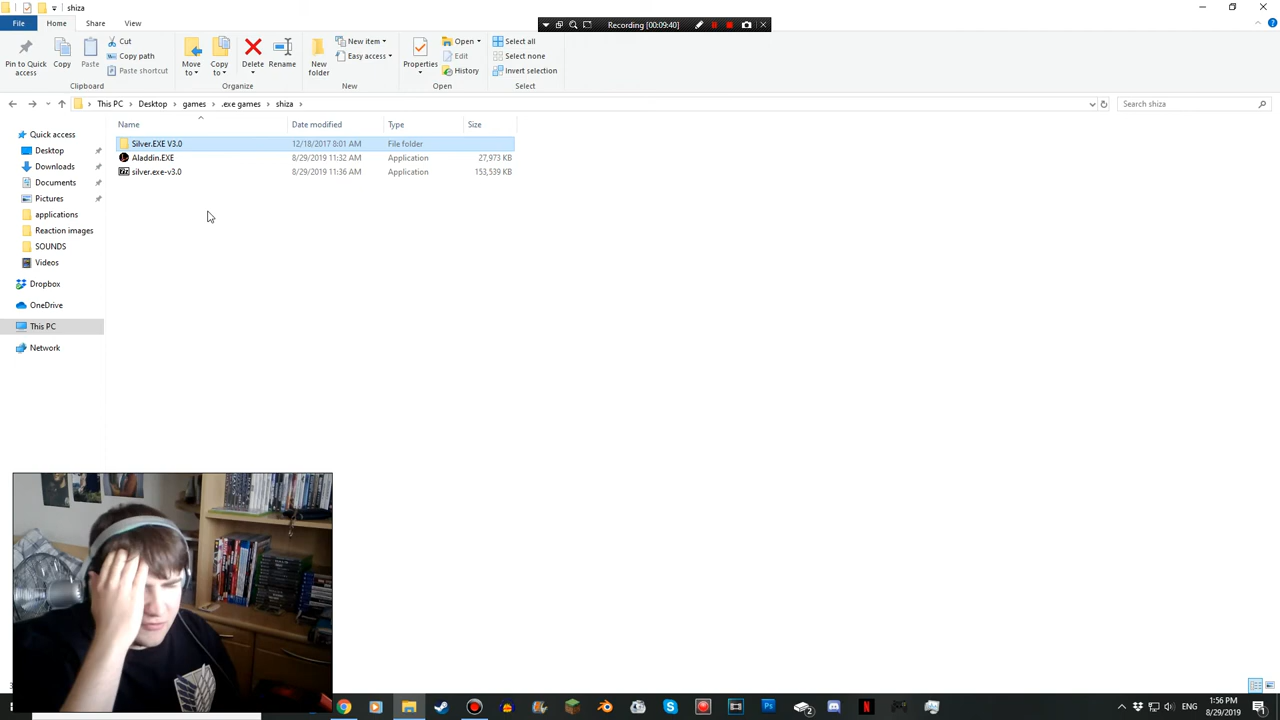 shiza
File Home Share View
Recording [00:09:40]
Pin to Quick access
Copy
Paste
Cut
Copy path
Paste shortcut
Clipboard
Move to
Copy to
Delete
Rename
Organize
New folder
New item
Easy access
New
Properties
Open
Edit
History
Open
Select all
Select none
Invert selection
Select
This PC > Desktop > games > .exe games > shiza >
Search shiza
Name Date modified Type Size
Silver.EXE V3.0 12/18/2017 8:01 AM File folder
Aladdin.EXE 8/29/2019 11:32 AM Application 27,973 KB
silver.exe-v3.0 8/29/2019 11:36 AM Application 153,539 KB
Quick access
Desktop
Downloads
Documents
Pictures
applications
Reaction images
SOUNDS
Videos
Dropbox
OneDrive
This PC
Network
ENG
1:56 PM
8/29/2019